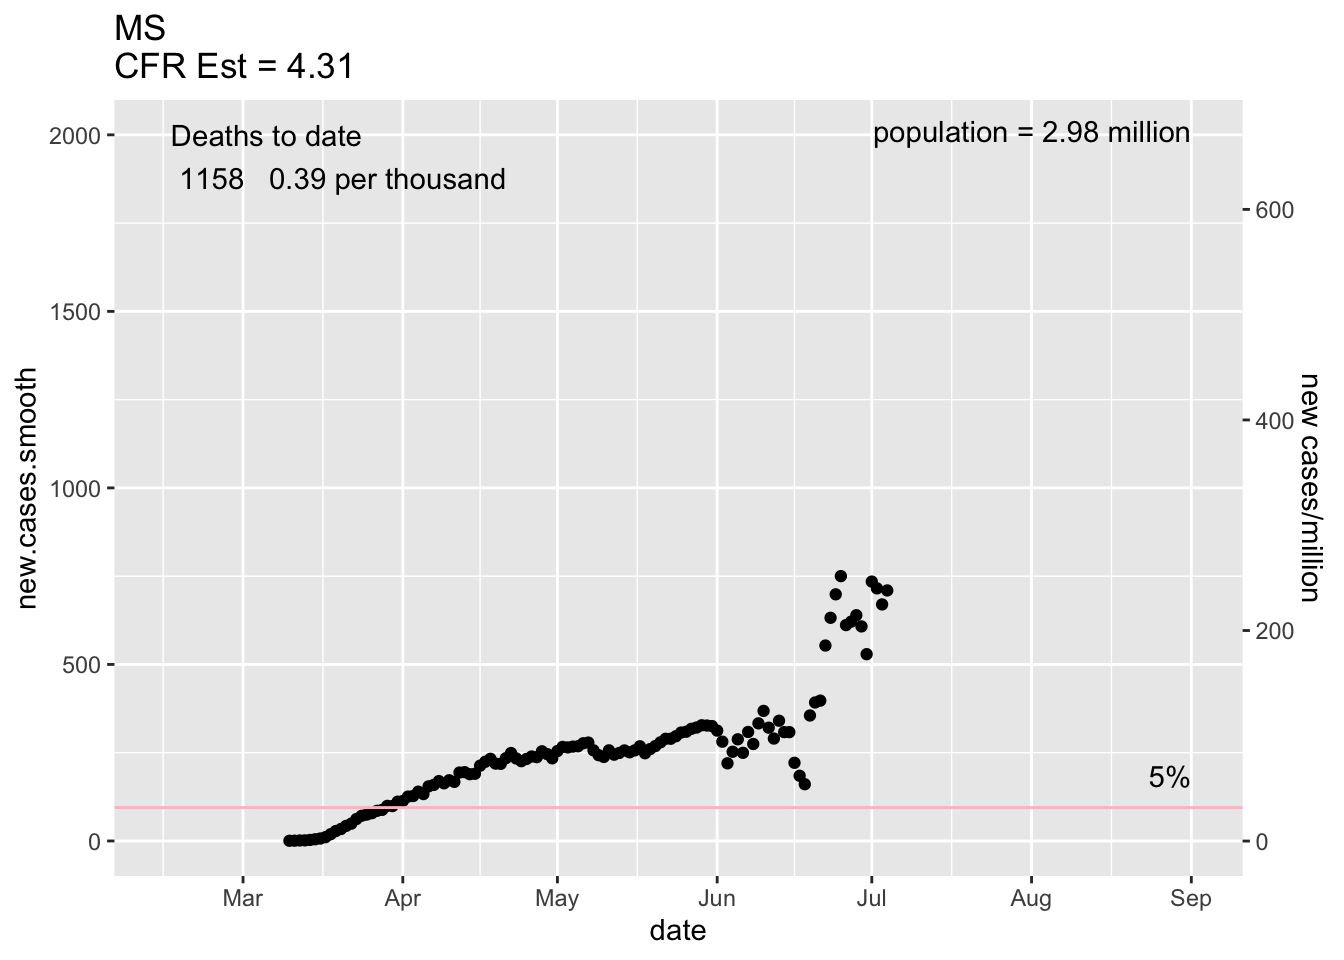 MS
CFR Est = 4.31
Deaths to date
1158 0.39 per thousand
population = 2.98 million
2000
1500
1000
500
0
new.cases.smooth
600
400
200
0
new cases/million
5%
Mar Apr May Jun Jul Aug Sep
date